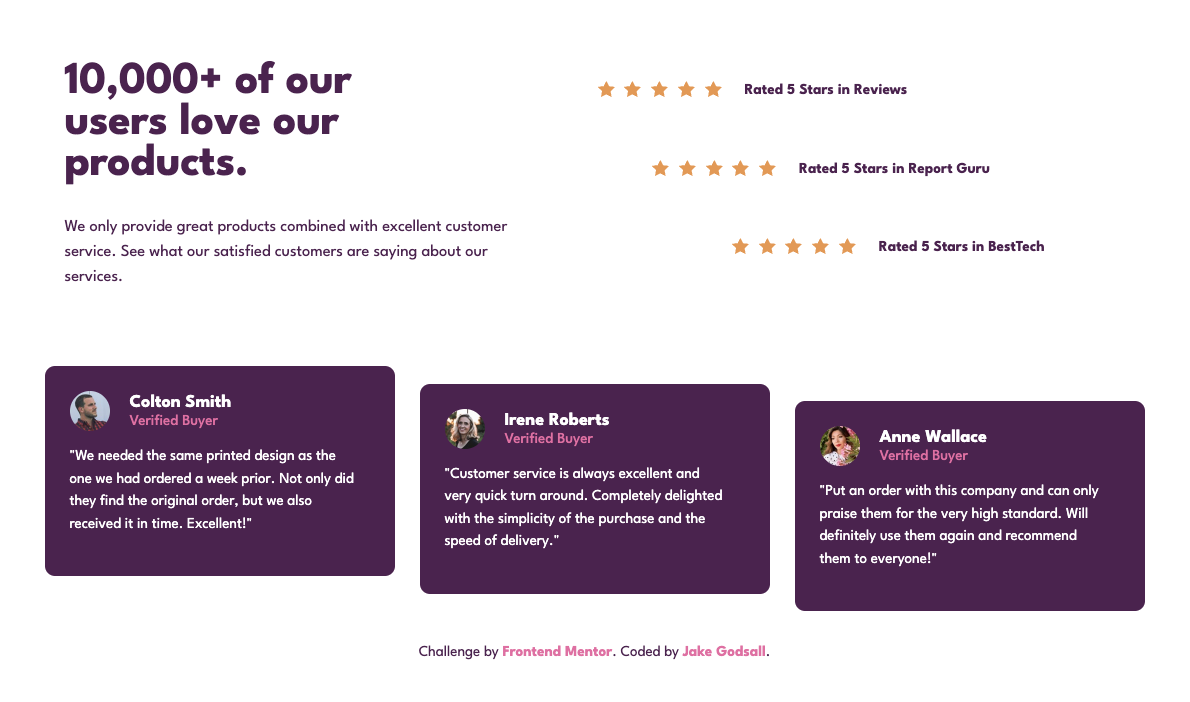 10,000+ of our
users love our
products.
We only provide great products combined with excellent customer
service. See what our satisfied customers are saying about our
services.
Rated 5 Stars in Reviews
Rated 5 Stars in Report Guru
Rated 5 Stars in BestTech
Colton Smith
Verified Buyer
"We needed the same printed design as the
one we had ordered a week prior. Not only did
they find the original order, but we also
received it in time. Excellent!"
Irene Roberts
Verified Buyer
"Customer service is always excellent and
very quick turn around. Completely delighted
with the simplicity of the purchase and the
speed of delivery."
Anne Wallace
Verified Buyer
"Put an order with this company and can only
praise them for the very high standard. Will
definitely use them again and recommend
them to everyone!"
Challenge by Frontend Mentor. Coded by Jake Godsall.